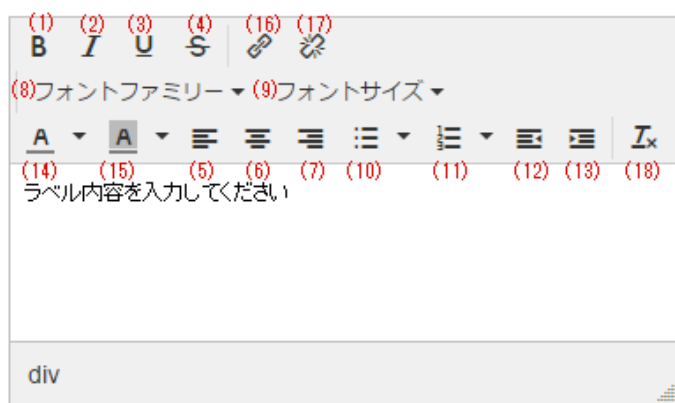 (1) (2) (3) (4) (16) (17)
B I U S
(8)フォントファミリー (9)フォントサイズ
A A
(14) (15) (5) (6) (7) (10) (11) (12) (13) (18)
ラベル内容を入力してください
div